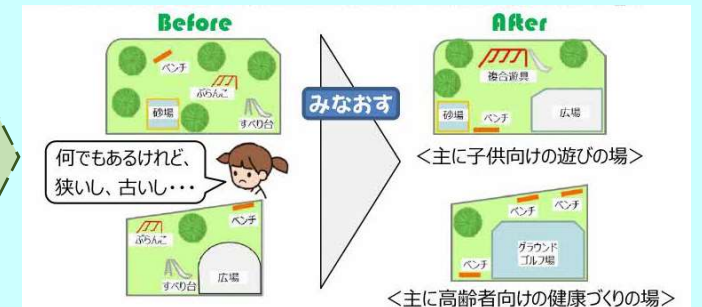 Before
ベンチ
ぶらんこ
砂場
すべり台
何でもあるけれど、
狭いし、古いし・・・
ベンチ
ぶらんこ
すべり台
広場
みなおす
After
複合遊具
砂場
ベンチ
広場
＜主に子供向けの遊びの場＞
ベンチ
ベンチ
グラウンド
ゴルフ場
ベンチ
＜主に高齢者向けの健康づくりの場＞